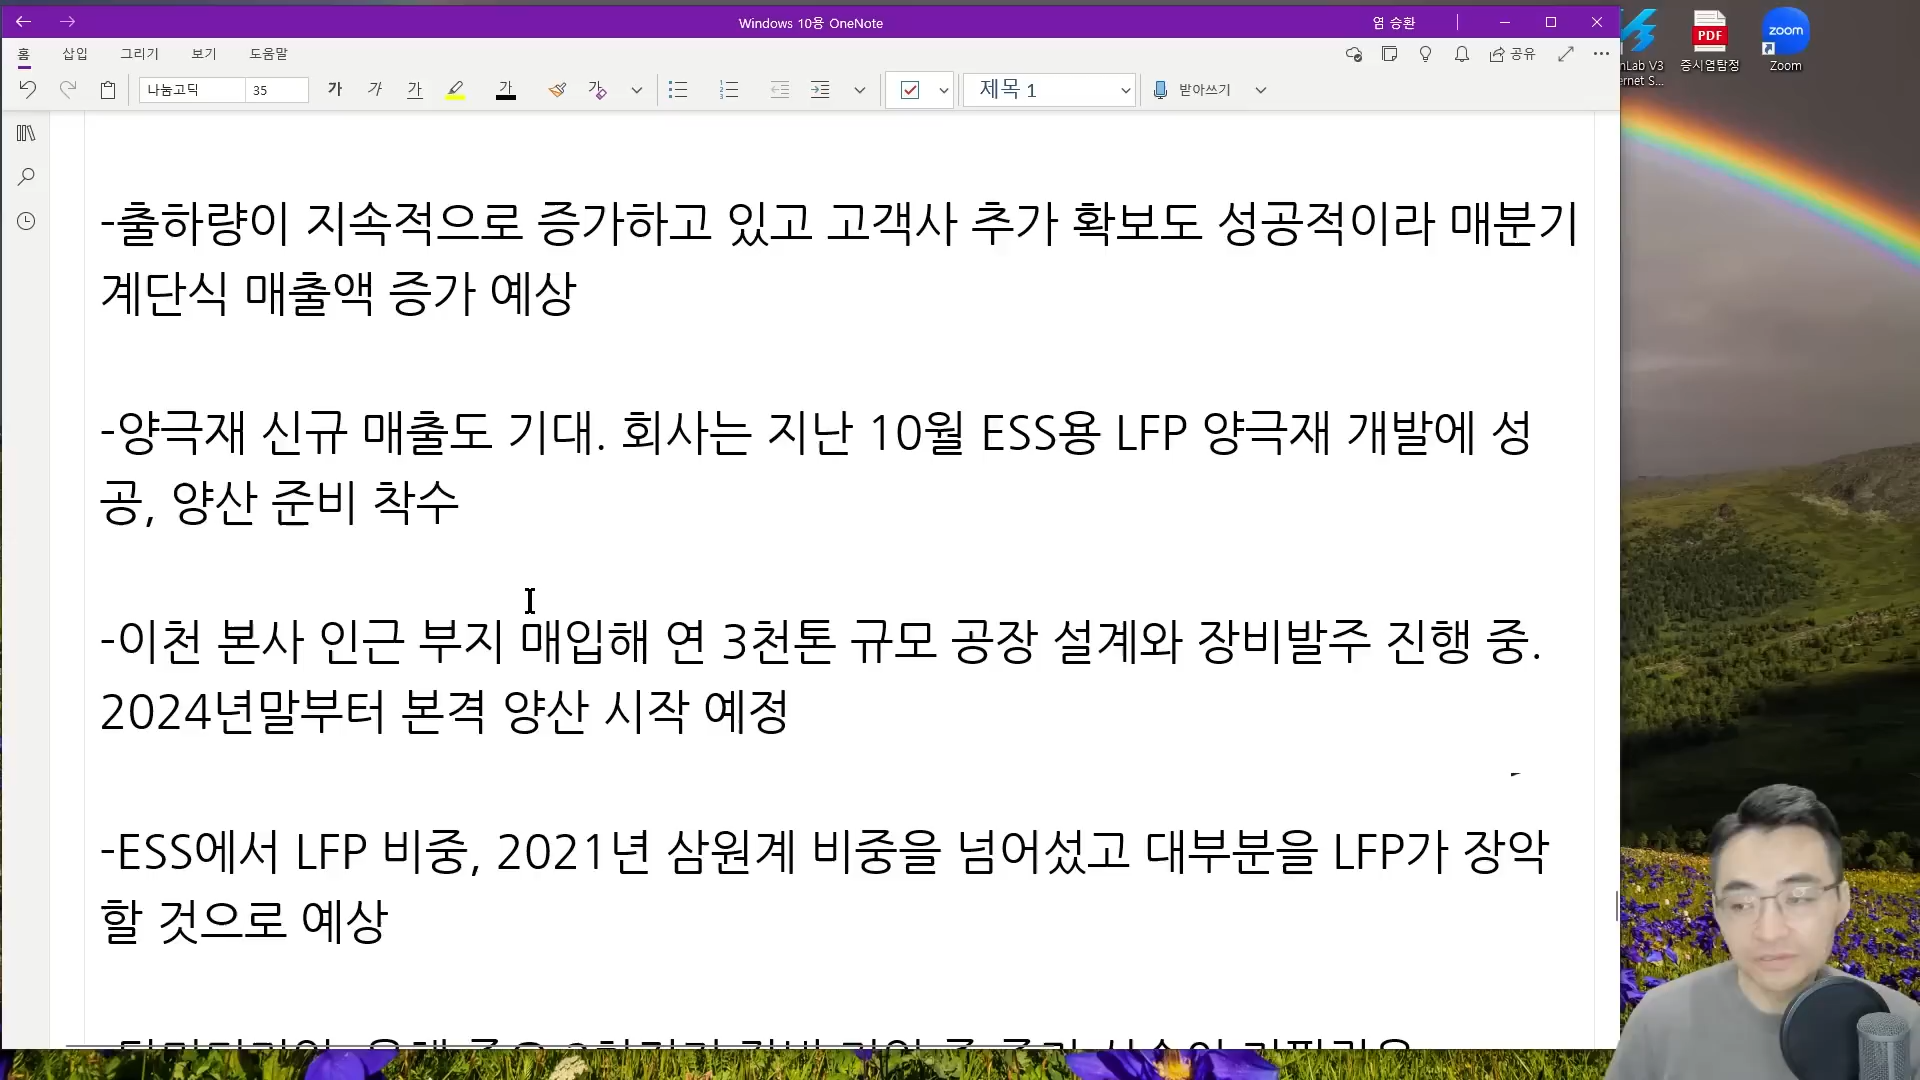 Windows 10용 OneNote
염 승환
홈 삽입 그리기 보기 도움말
공유
나눔고딕 35 가 가 가 가 가 제목 1 받아쓰기
-출하량이 지속적으로 증가하고 있고 고객사 추가 확보도 성공적이라 매분기
계단식 매출액 증가 예상
-양극재 신규 매출도 기대. 회사는 지난 10월 ESS용 LFP 양극재 개발에 성
공, 양산 준비 착수
-이천 본사 인근 부지 매입해 연 3천톤 규모 공장 설계와 장비발주 진행 중.
2024년말부터 본격 양산 시작 예정
-ESS에서 LFP 비중, 2021년 삼원계 비중을 넘어섰고 대부분을 LFP가 장악
할 것으로 예상
nLab V3
ernet S...
PDF
증시염탐정
zoom
Zoom